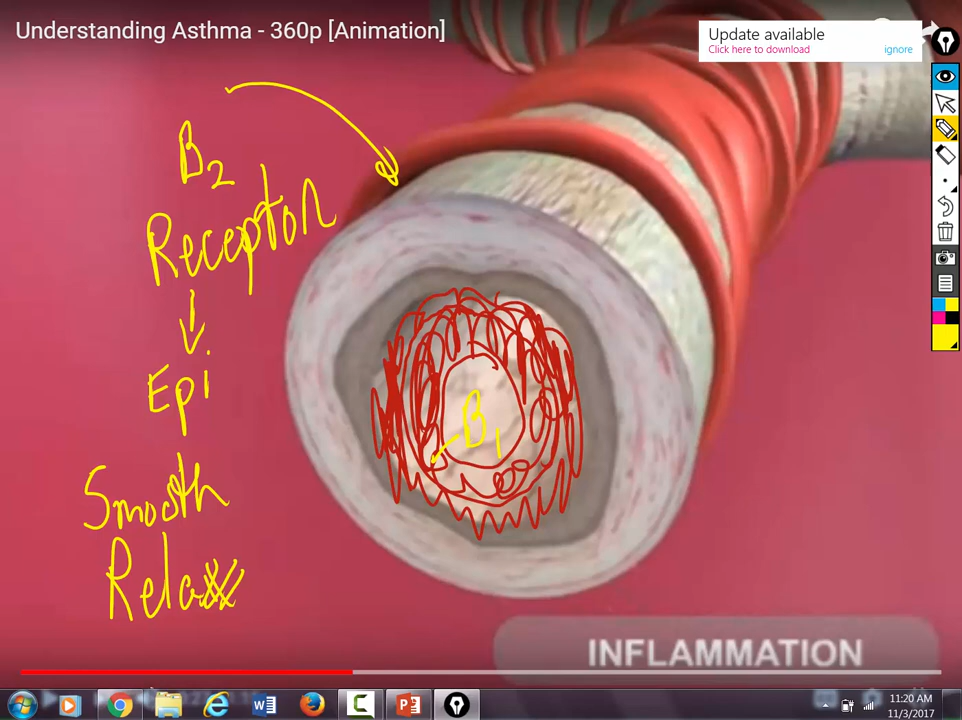 Understanding Asthma - 360p [Animation]
Update available
Click here to download
ignore
B2
Receptor
Epi
Smooth
Relax
B1
INFLAMMATION
11:20 AM
11/3/2017